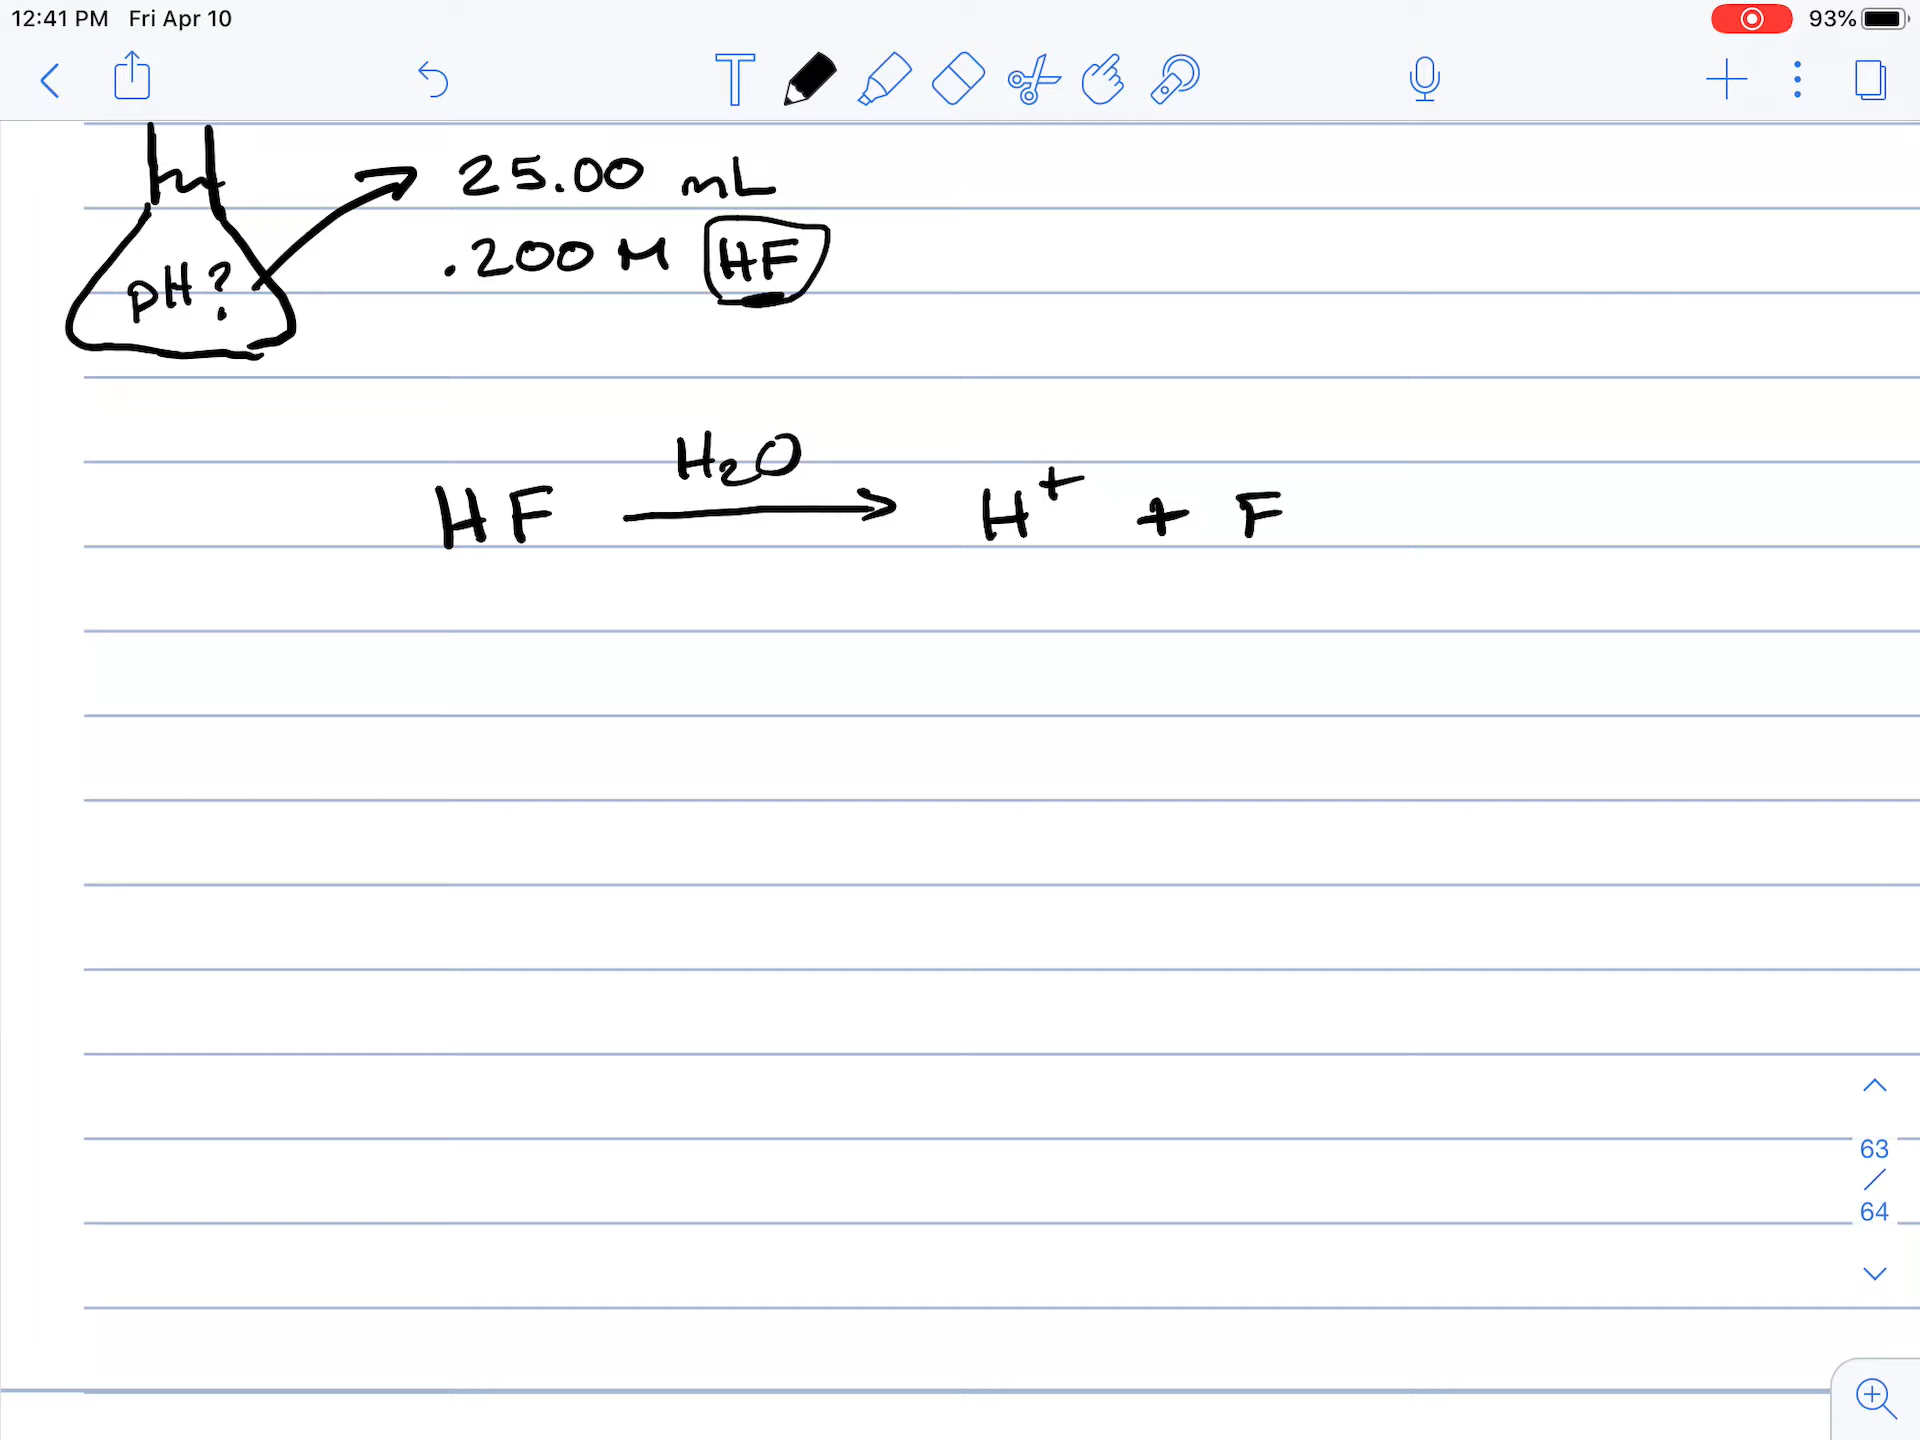 12:41 PM Fri Apr 10 93%
T
25.00 mL
.200 M HF
pH?
H₂O
HF → H⁺ + F
63
/
64